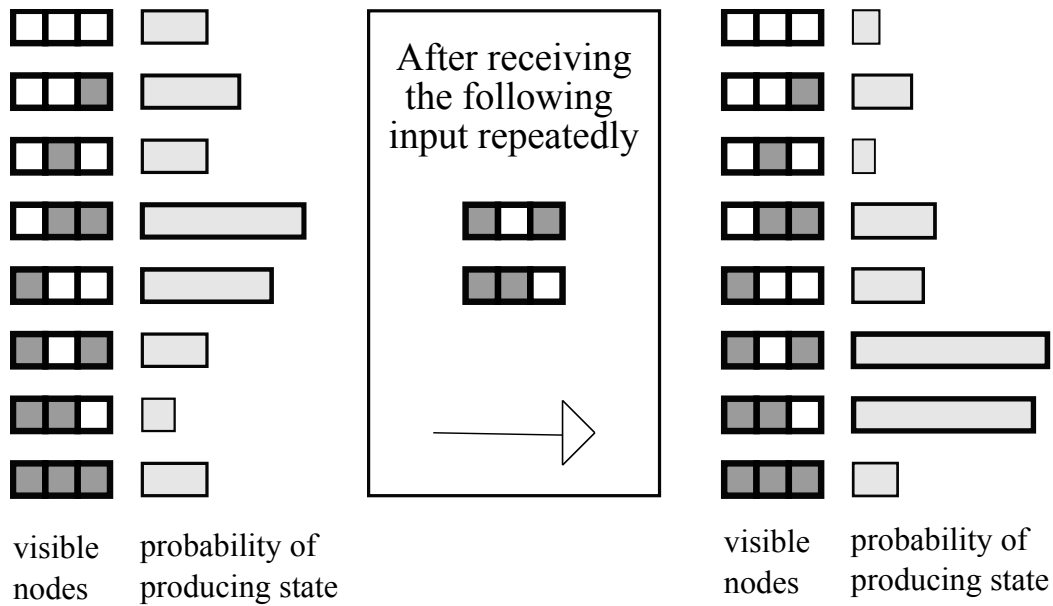 After receiving
the following
input repeatedly
visible
nodes
probability of
producing state
visible
nodes
probability of
producing state